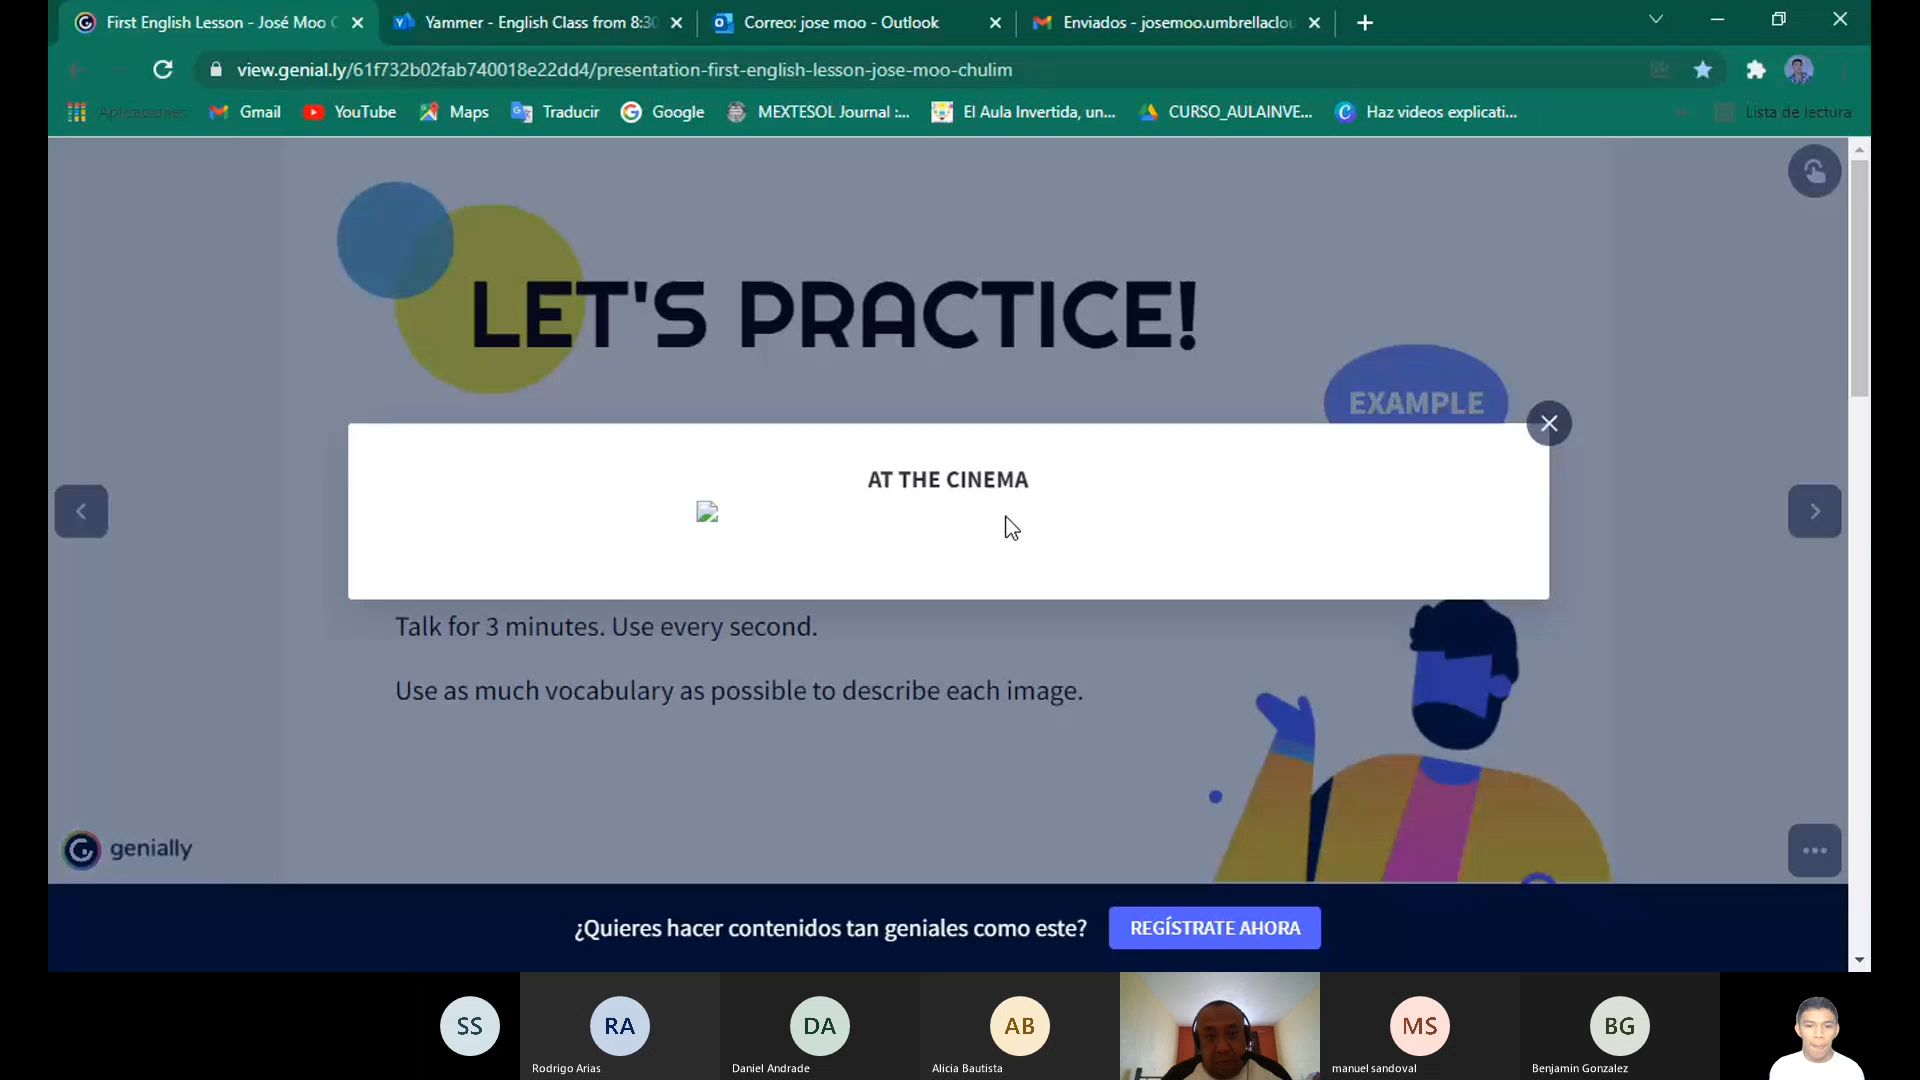 First English Lesson - José Moo C
Yammer - English Class from 8:30
Correo: jose moo - Outlook
Enviados - josemoo.umbrellaclou
view.genial.ly/61f732b02fab740018e22dd4/presentation-first-english-lesson-jose-moo-chulim
Aplicaciones
Gmail
YouTube
Maps
Traducir
Google
MEXTESOL Journal :...
El Aula Invertida, un...
CURSO_AULAINVE...
Haz videos explicati...
Lista de lectura
LET'S PRACTICE!
EXAMPLE
AT THE CINEMA
Talk for 3 minutes. Use every second.
Use as much vocabulary as possible to describe each image.
genially
¿Quieres hacer contenidos tan geniales como este?
REGÍSTRATE AHORA
SS
RA
DA
AB
MS
BG
Rodrigo Arias
Daniel Andrade
Alicia Bautista
manuel sandoval
Benjamin Gonzalez